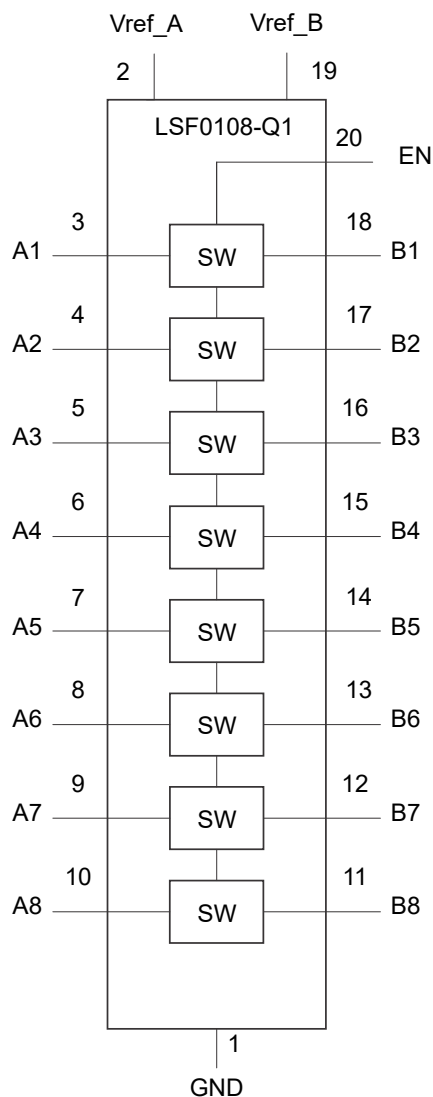 Vref_A Vref_B
2 19
LSF0108-Q1
20 EN
3 18
A1 SW B1
4 17
A2 SW B2
5 16
A3 SW B3
6 15
A4 SW B4
7 14
A5 SW B5
8 13
A6 SW B6
9 12
A7 SW B7
10 11
A8 SW B8
1
GND